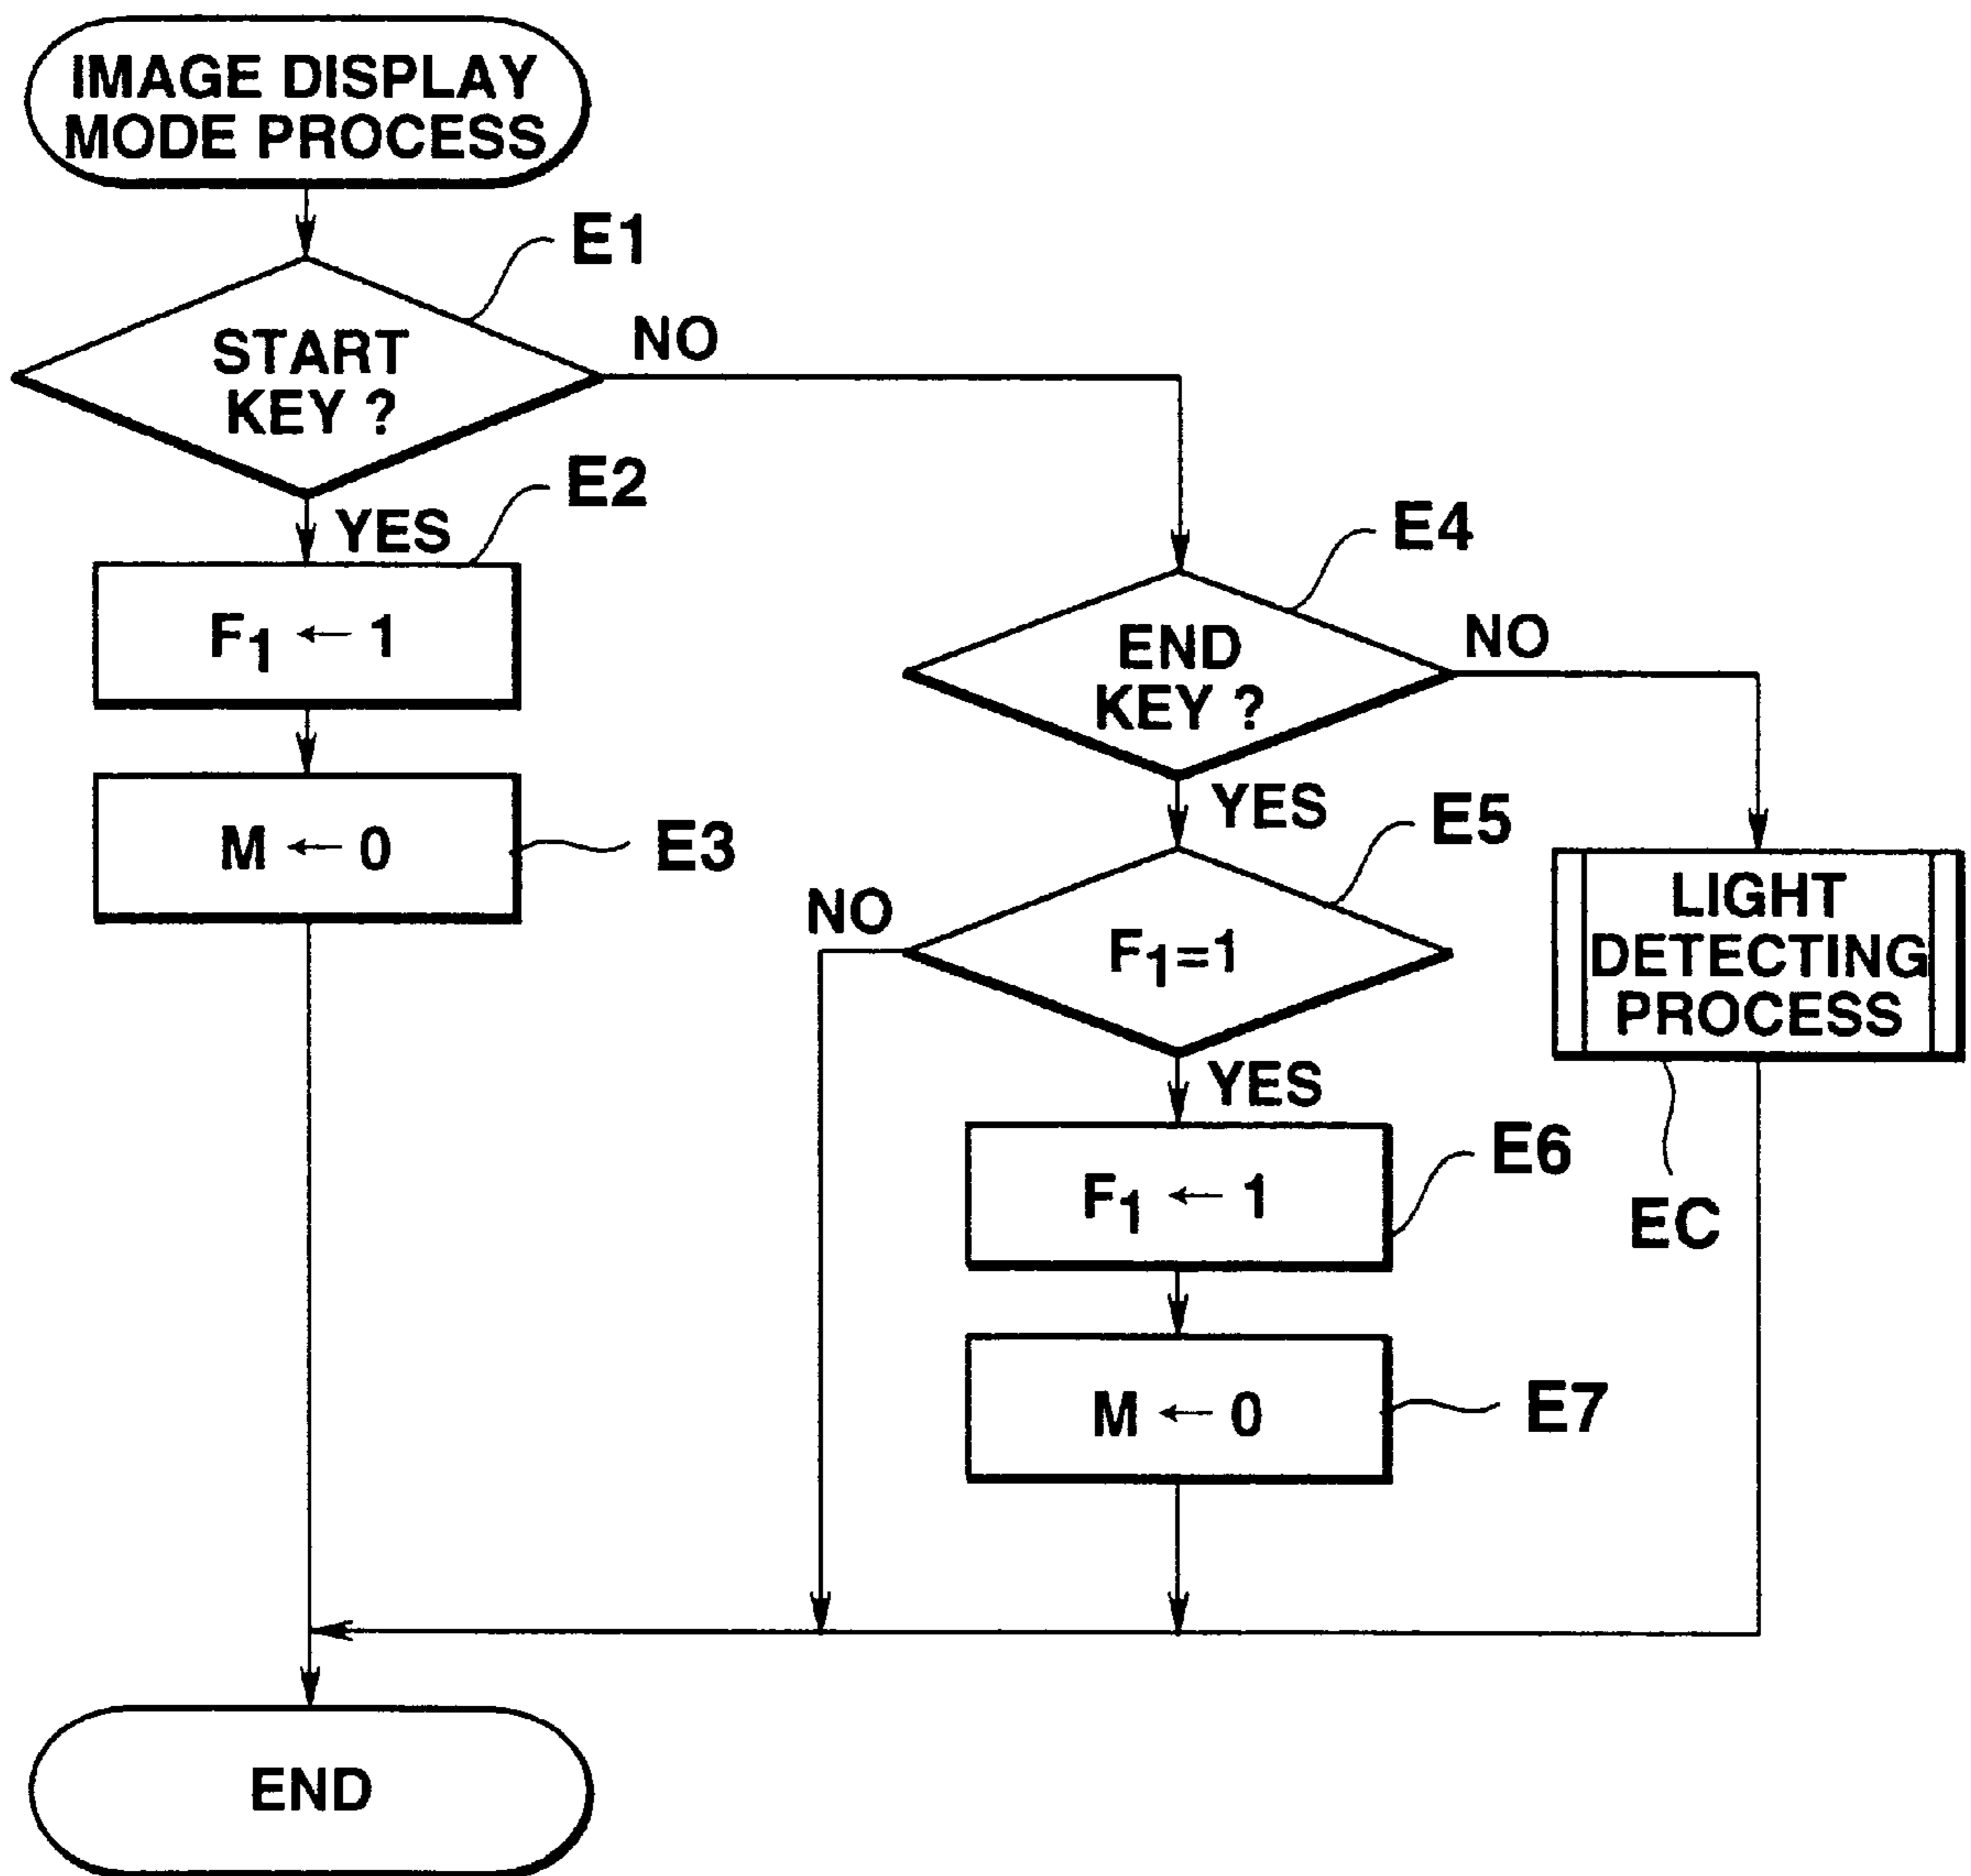 IMAGE DISPLAY
MODE PROCESS
E1
START
KEY ?
NO
YES
E2
F1 ← 1
M ← 0
E3
E4
END
KEY ?
NO
YES
E5
F1=1
NO
YES
LIGHT
DETECTING
PROCESS
EC
F1 ← 1
E6
M ← 0
E7
END